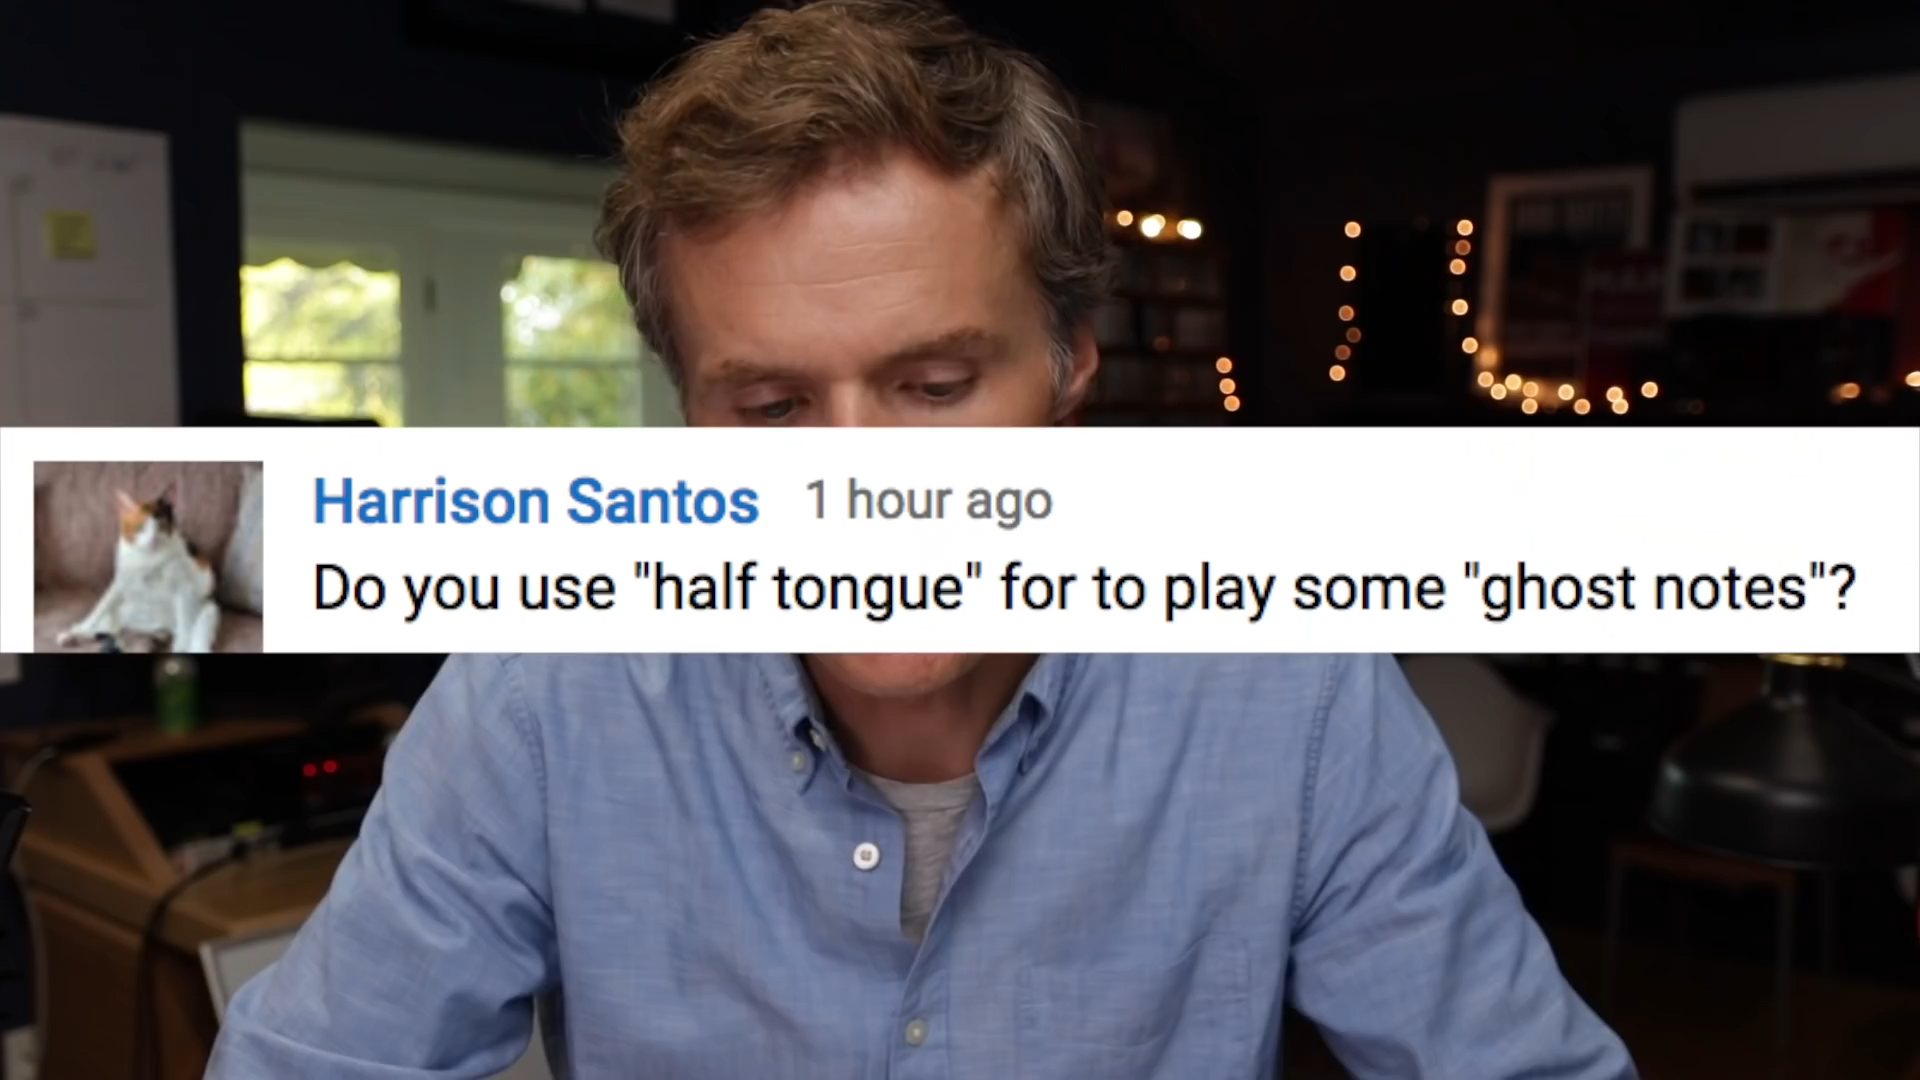 Harrison Santos 1 hour ago
Do you use "half tongue" for to play some "ghost notes"?